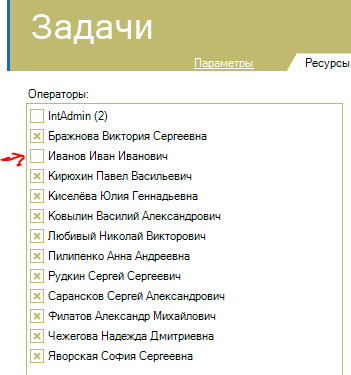 Задачи
Параметры
Ресурсы
Операторы:
IntAdmin (2)
Бражнова Виктория Сергеевна
Иванов Иван Иванович
Кирюхин Павел Васильевич
Киселёва Юлия Геннадьевна
Ковылин Василий Александрович
Любивый Николай Викторович
Пилипенко Анна Андреевна
Рудкин Сергей Сергеевич
Сарансков Сергей Александрович
Филатов Александр Михайлович
Чежегова Надежда Дмитриевна
Яворская София Сергеевна